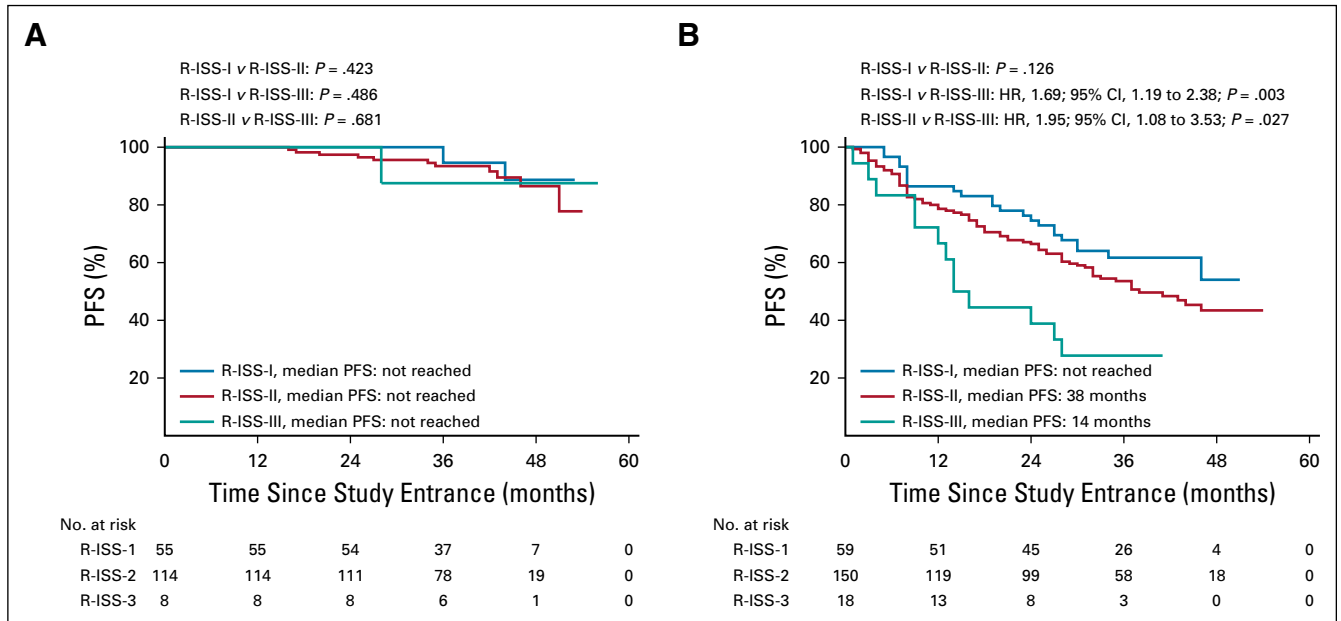 A
R-ISS-I v R-ISS-II: P = .423
R-ISS-I v R-ISS-III: P = .486
R-ISS-II v R-ISS-III: P = .681
100
80
60
40
20
PFS (%)
R-ISS-I, median PFS: not reached
R-ISS-II, median PFS: not reached
R-ISS-III, median PFS: not reached
0 12 24 36 48 60
Time Since Study Entrance (months)
No. at risk
R-ISS-1 55 55 54 37 7 0
R-ISS-2 114 114 111 78 19 0
R-ISS-3 8 8 8 6 1 0
B
R-ISS-I v R-ISS-II: P = .126
R-ISS-I v R-ISS-III: HR, 1.69; 95% CI, 1.19 to 2.38; P = .003
R-ISS-II v R-ISS-III: HR, 1.95; 95% CI, 1.08 to 3.53; P = .027
100
80
60
40
20
PFS (%)
R-ISS-I, median PFS: not reached
R-ISS-II, median PFS: 38 months
R-ISS-III, median PFS: 14 months
0 12 24 36 48 60
Time Since Study Entrance (months)
No. at risk
R-ISS-1 59 51 45 26 4 0
R-ISS-2 150 119 99 58 18 0
R-ISS-3 18 13 8 3 0 0